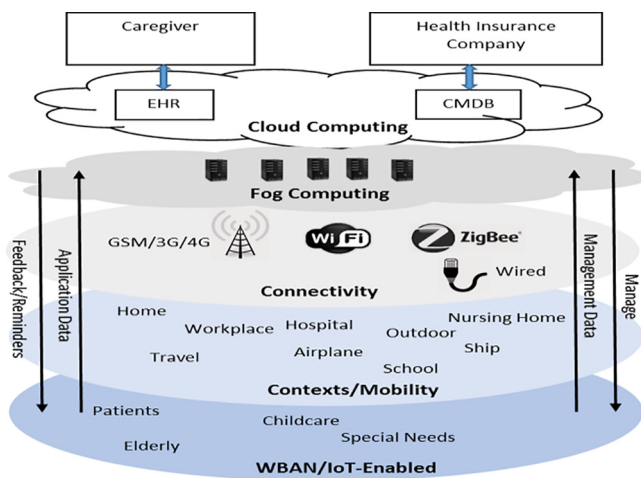 Caregiver
Health Insurance
Company
EHR
CMDB
Cloud Computing
Fog Computing
GSM/3G/4G
WiFi
ZigBee®
Wired
Connectivity
Home
Workplace
Hospital
Outdoor
Nursing Home
Travel
Airplane
Ship
School
Contexts/Mobility
Patients
Childcare
Elderly
Special Needs
WBAN/IoT-Enabled
Feedback/Reminders
Application Data
Management Data
Manage